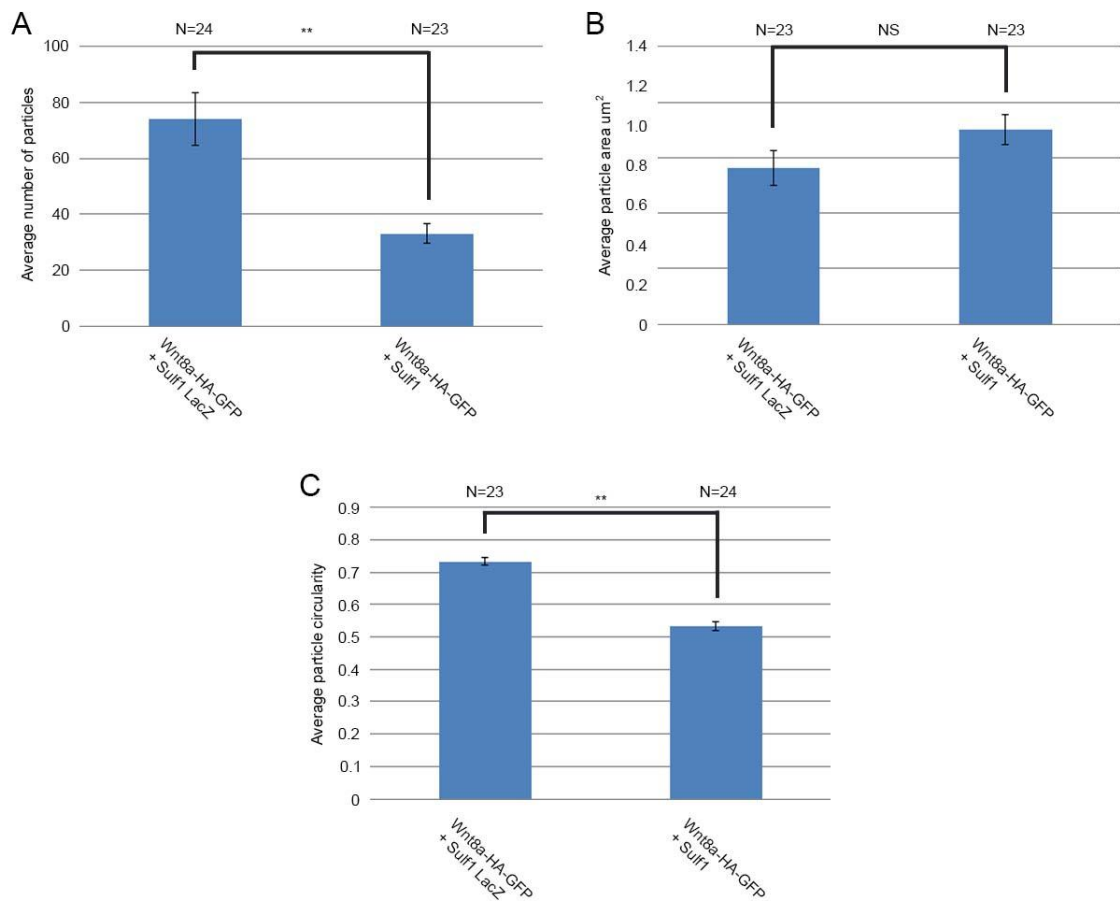 A
N=24
**
N=23
100
80
60
40
20
0
Average number of particles
Wnt8a-HA-GFP
+ Sulf1 LacZ
Wnt8a-HA-GFP
+ Sulf1
B
N=23
NS
N=23
1.4
1.2
1.0
0.8
0.6
0.4
0.2
0
Average particle area um²
Wnt8a-HA-GFP
+ Sulf1 LacZ
Wnt8a-HA-GFP
+ Sulf1
C
N=23
**
N=24
0.9
0.8
0.7
0.6
0.5
0.4
0.3
0.2
0.1
0
Average particle circularity
Wnt8a-HA-GFP
+ Sulf1 LacZ
Wnt8a-HA-GFP
+ Sulf1